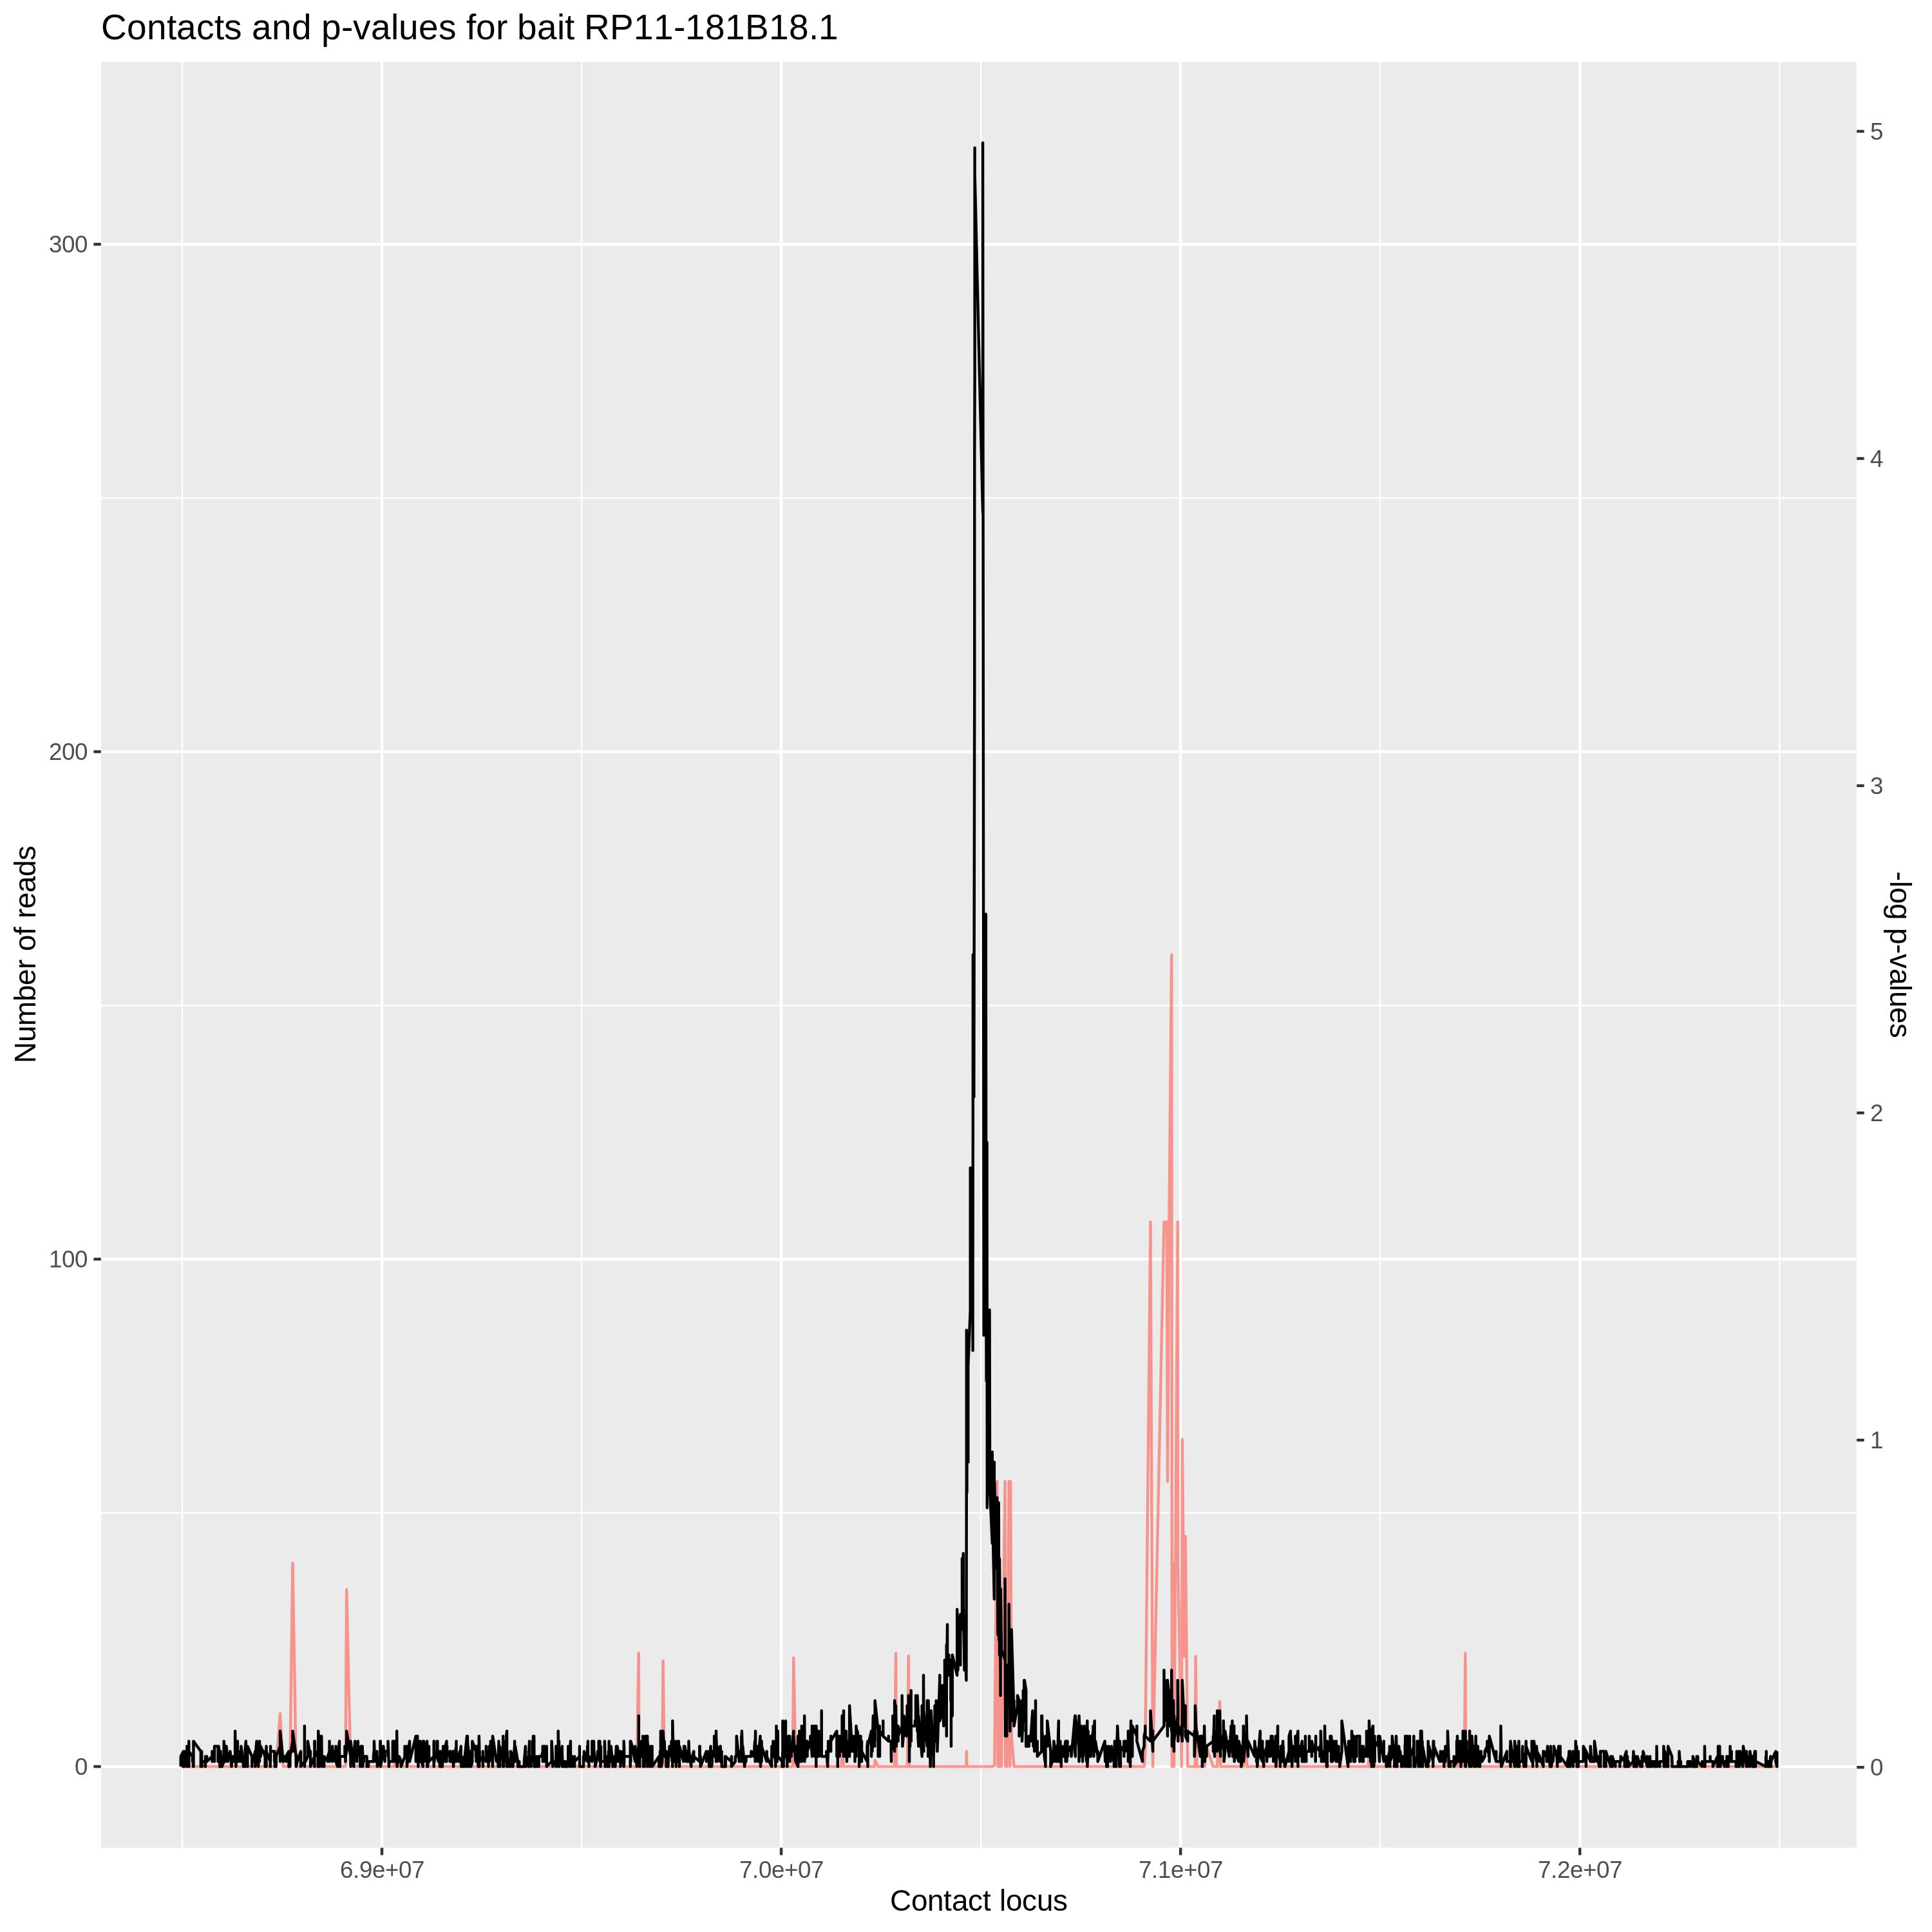 Contacts and p-values for bait RP11-181B18.1
300
200
100
0
Number of reads
5
4
3
2
1
0
-log p-values
6.9e+07
7.0e+07
7.1e+07
7.2e+07
Contact locus